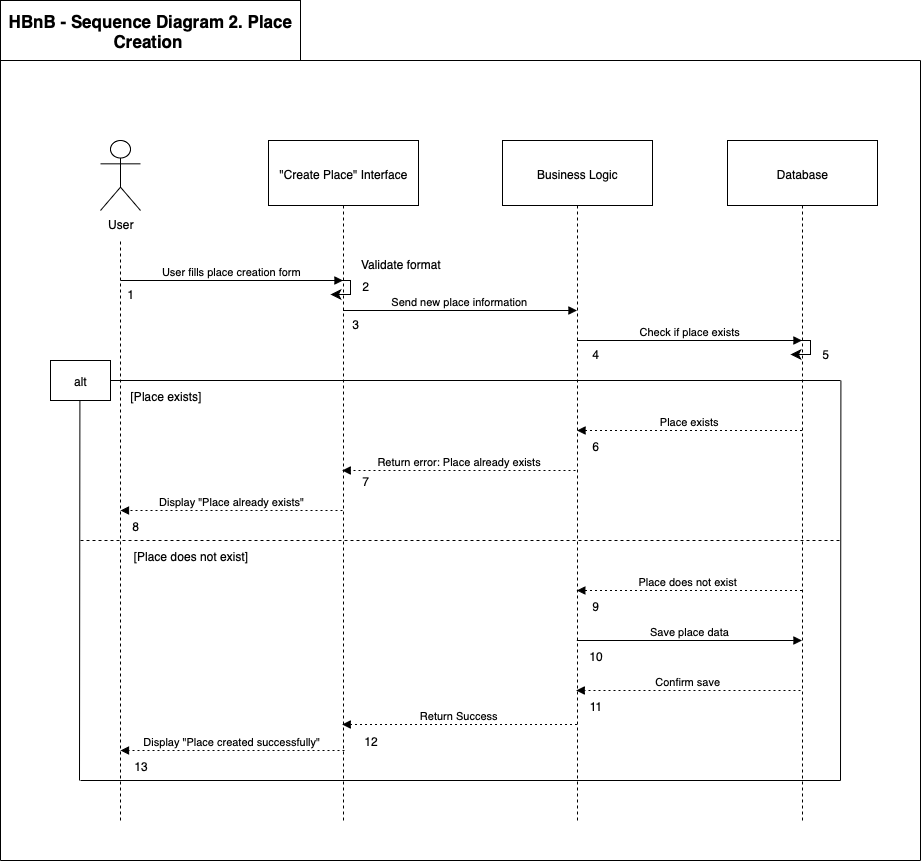 HBnB - Sequence Diagram 2. Place
Creation
User
"Create Place" Interface
Business Logic
Database
User fills place creation form
1
Validate format
2
Send new place information
3
Check if place exists
4
5
alt
[Place exists]
Place exists
6
Return error: Place already exists
7
Display "Place already exists"
8
[Place does not exist]
Place does not exist
9
Save place data
10
Confirm save
11
Return Success
12
Display "Place created successfully"
13